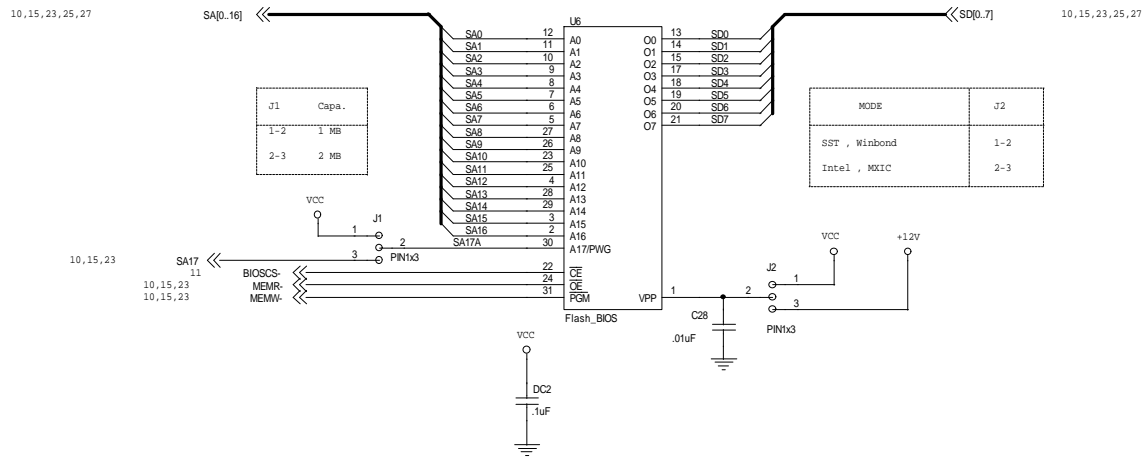 10,15,23,25,27 SA[0..16] SD[0..7] 10,15,23,25,27
U6
SA0 12 A0 O0 13 SD0
SA1 11 A1 O1 14 SD1
SA2 10 A2 O2 15 SD2
SA3 9 A3 O3 17 SD3
SA4 8 A4 O4 18 SD4
SA5 7 A5 O5 19 SD5
SA6 6 A6 O6 20 SD6
SA7 5 A7 O7 21 SD7
SA8 27 A8
SA9 26 A9
SA10 23 A10
SA11 25 A11
SA12 4 A12
SA13 28 A13
SA14 29 A14
SA15 3 A15
SA16 2 A16
SA17A 30 A17/PWG
J1 Capa.
1-2 1 MB
2-3 2 MB
MODE J2
SST , Winbond 1-2
Intel , MXIC 2-3
VCC
J1
1
2
3
PIN1x3
10,15,23 SA17
11 BIOSCS- 22 CE
10,15,23 MEMR- 24 OE
10,15,23 MEMW- 31 PGM
VPP 1
Flash_BIOS
VCC +12V
J2
1
2
3
PIN1x3
C28
.01uF
VCC
DC2
.1uF